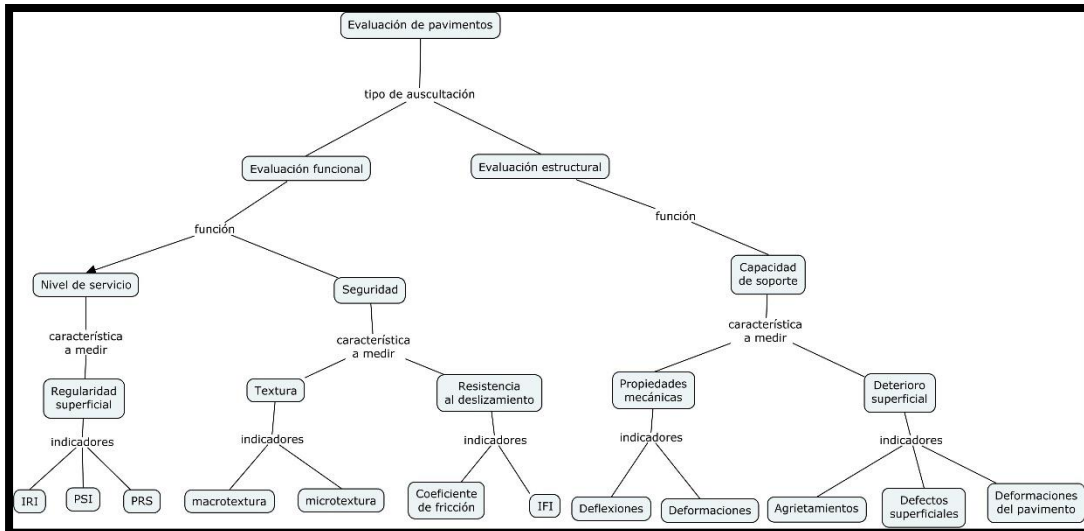 Evaluación de pavimentos
tipo de auscultación
Evaluación funcional
Evaluación estructural
función
función
Nivel de servicio
Seguridad
Capacidad
de soporte
característica
a medir
característica
a medir
característica
a medir
Regularidad
superficial
Textura
Resistencia
al deslizamiento
Propiedades
mecánicas
Deterioro
superficial
indicadores
indicadores
indicadores
indicadores
indicadores
IRI
PSI
PRS
macrotextura
microtextura
Coeficiente
de fricción
IFI
Deflexiones
Deformaciones
Agrietamientos
Defectos
superficiales
Deformaciones
del pavimento